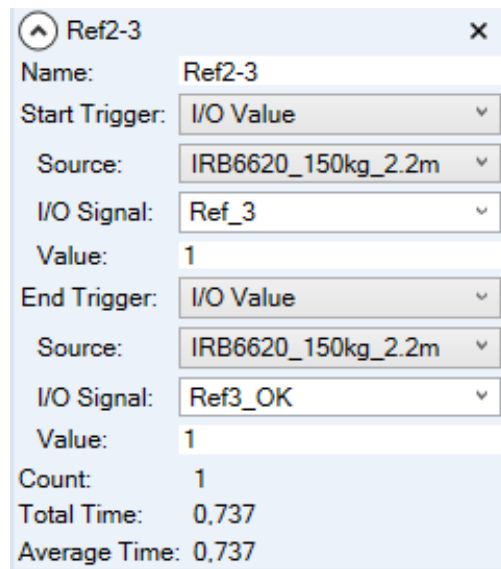 Ref2-3
Name: Ref2-3
Start Trigger: I/O Value
Source: IRB6620_150kg_2.2m
I/O Signal: Ref_3
Value: 1
End Trigger: I/O Value
Source: IRB6620_150kg_2.2m
I/O Signal: Ref3_OK
Value: 1
Count: 1
Total Time: 0,737
Average Time: 0,737